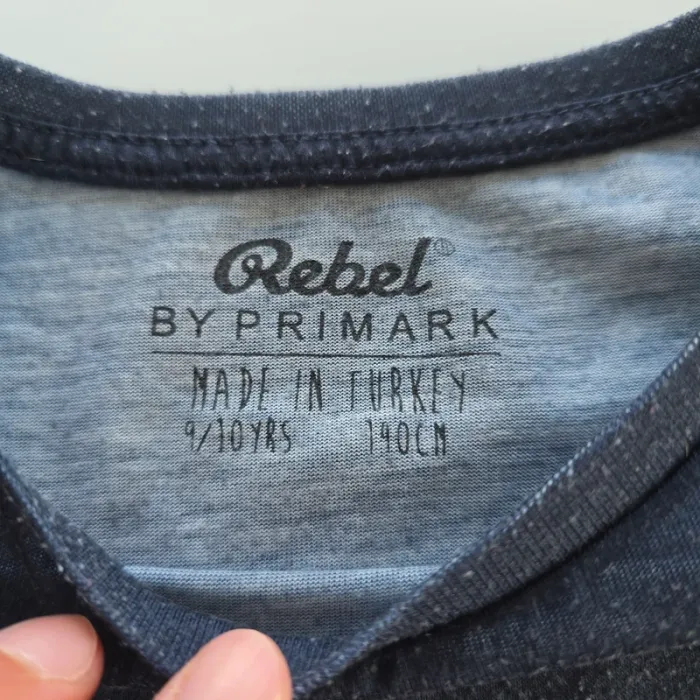 Rebel
BY PRIMARK
MADE IN TURKEY
9/10YRS 140CM